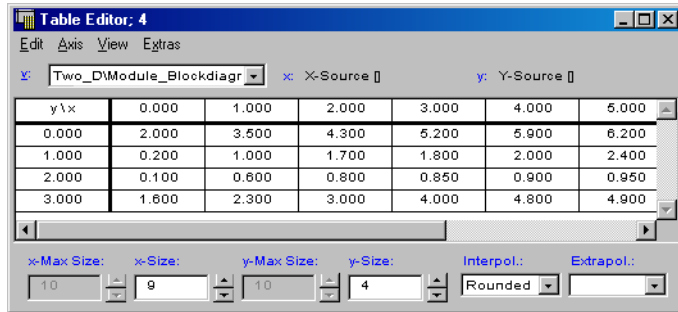 Table Editor; 4
Edit Axis View Extras
v: Two_D\Module_Blockdiagr x: X-Source [] y: Y-Source []
y\x 0.000 1.000 2.000 3.000 4.000 5.000
0.000 2.000 3.500 4.300 5.200 5.900 6.200
1.000 0.200 1.000 1.700 1.800 2.000 2.400
2.000 0.100 0.600 0.800 0.850 0.900 0.950
3.000 1.600 2.300 3.000 4.000 4.800 4.900
x-Max Size: x-Size: y-Max Size: y-Size: Interpol.: Extrapol.:
10 9 10 4 Rounded